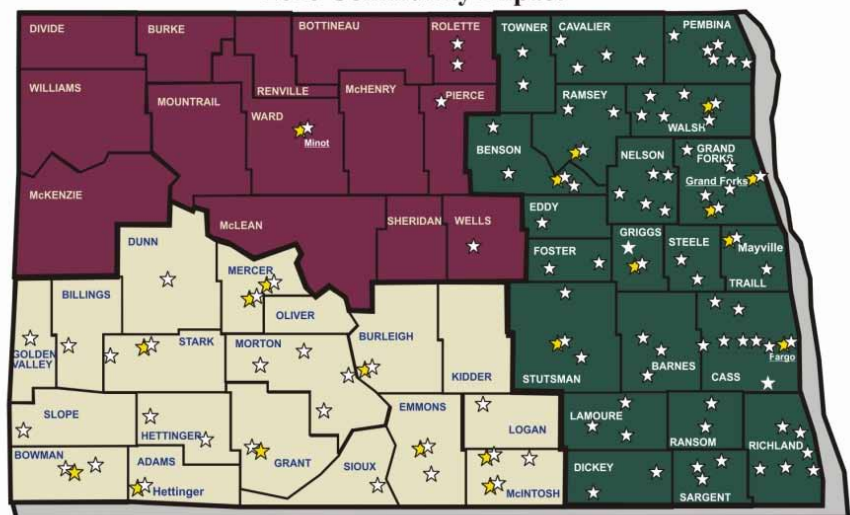 DIVIDE
BURKE
BOTTINEAU
ROLETTE
TOWNER
CAVALIER
PEMBINA
WILLIAMS
MOUNTRAIL
RENVILLE
WARD
McHENRY
PIERCE
Minot
BENSON
RAMSEY
WALSH
NELSON
GRAND
FORKS
Grand Forks
McKENZIE
McLEAN
SHERIDAN
WELLS
EDDY
FOSTER
GRIGGS
STEELE
Mayville
TRAILL
DUNN
MERCER
OLIVER
BILLINGS
GOLDEN
VALLEY
STARK
MORTON
BURLEIGH
KIDDER
STUTSMAN
BARNES
CASS
Fargo
SLOPE
HETTINGER
BOWMAN
ADAMS
Hettinger
GRANT
SIOUX
EMMONS
LOGAN
McINTOSH
LAMOURE
RANSOM
RICHLAND
DICKEY
SARGENT